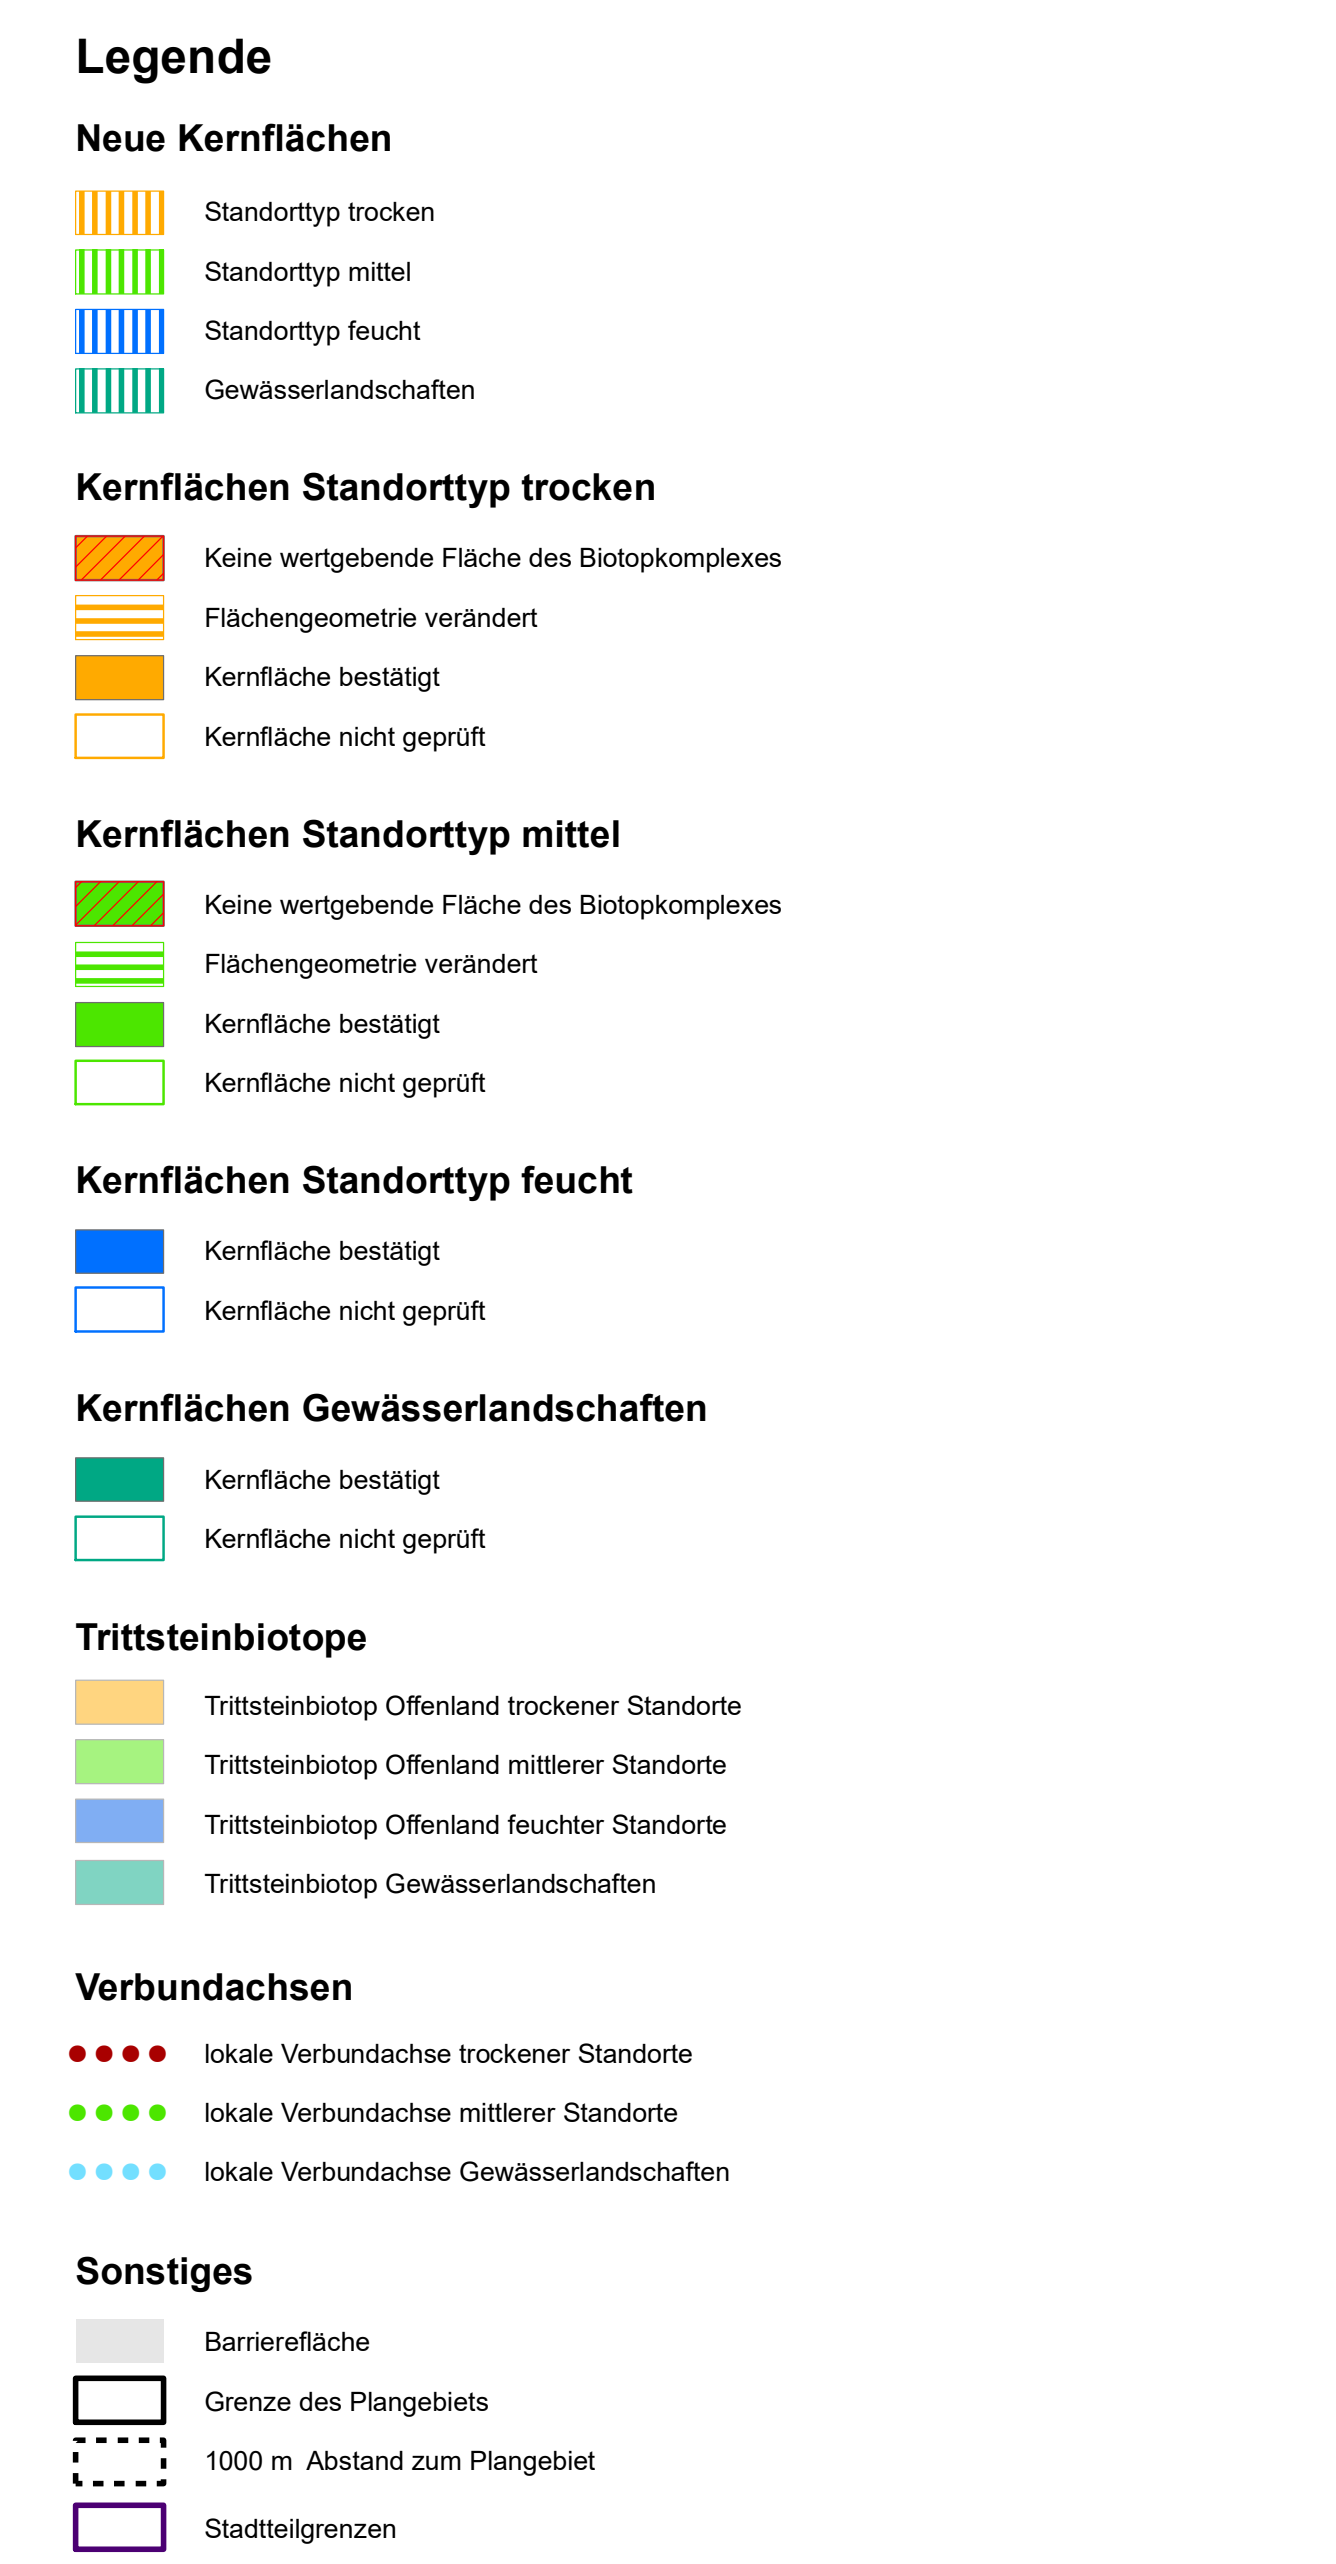 Legende
Neue Kernflächen
Standorttyp trocken
Standorttyp mittel
Standorttyp feucht
Gewässerlandschaften
Kernflächen Standorttyp trocken
Keine wertgebende Fläche des Biotopkomplexes
Flächengeometrie verändert
Kernfläche bestätigt
Kernfläche nicht geprüft
Kernflächen Standorttyp mittel
Keine wertgebende Fläche des Biotopkomplexes
Flächengeometrie verändert
Kernfläche bestätigt
Kernfläche nicht geprüft
Kernflächen Standorttyp feucht
Kernfläche bestätigt
Kernfläche nicht geprüft
Kernflächen Gewässerlandschaften
Kernfläche bestätigt
Kernfläche nicht geprüft
Trittsteinbiotope
Trittsteinbiotop Offenland trockener Standorte
Trittsteinbiotop Offenland mittlerer Standorte
Trittsteinbiotop Offenland feuchter Standorte
Trittsteinbiotop Gewässerlandschaften
Verbundachsen
lokale Verbundachse trockener Standorte
lokale Verbundachse mittlerer Standorte
lokale Verbundachse Gewässerlandschaften
Sonstiges
Barrierefläche
Grenze des Plangebiets
1000 m  Abstand zum Plangebiet
Stadtteilgrenzen